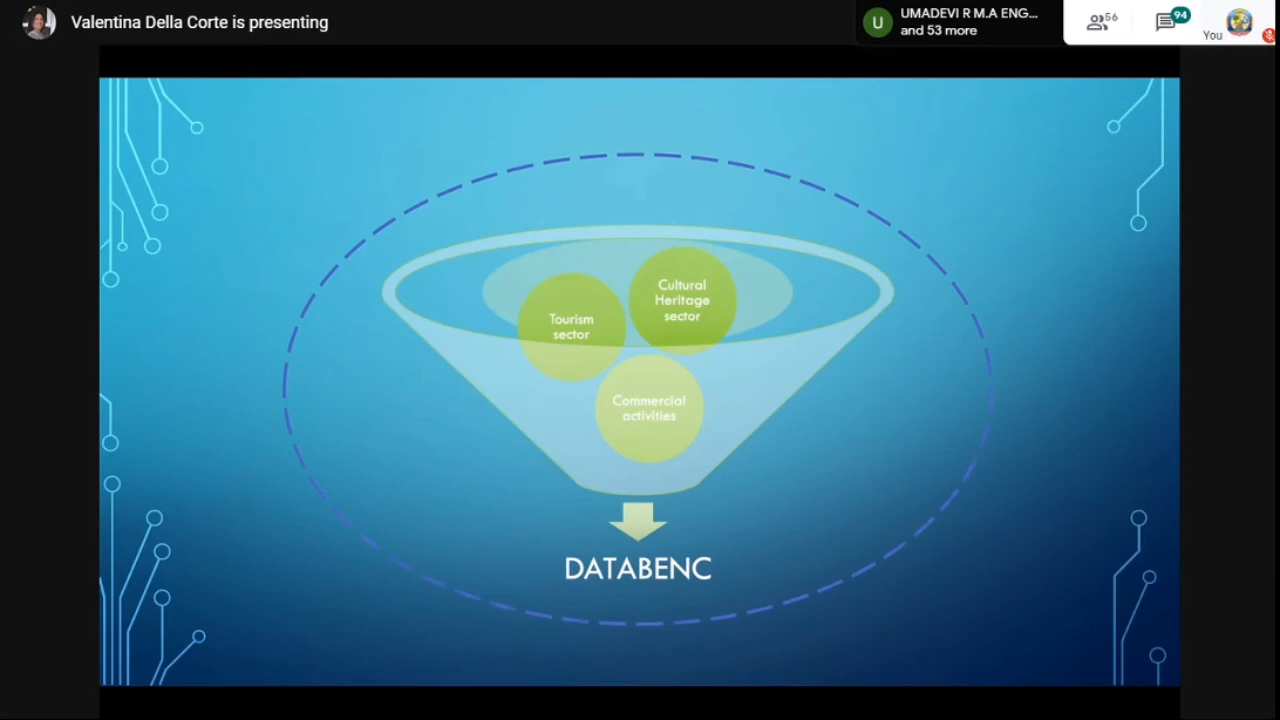 Valentina Della Corte is presenting
U
UMADEVI R M.A ENG...
and 53 more
56
94
You
Cultural
Heritage
sector
Tourism
sector
Commercial
activities
DATABENC